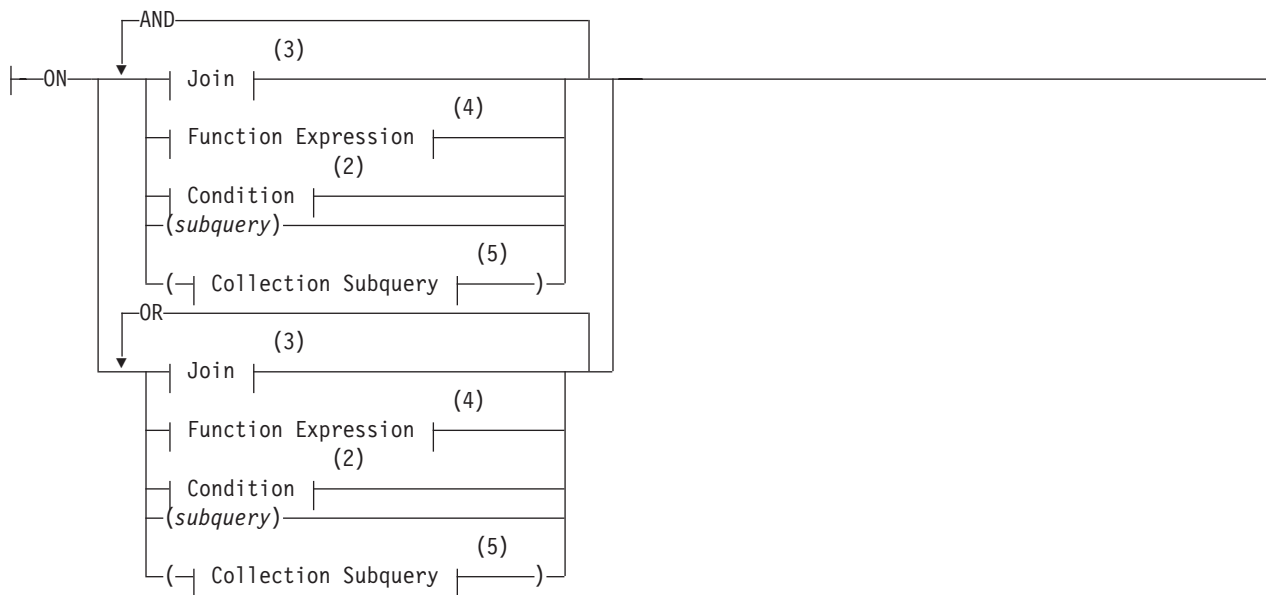 AND
(3)
ON Join
(4)
Function Expression
(2)
Condition
(subquery)
(5)
( Collection Subquery )
OR
(3)
Join
(4)
Function Expression
(2)
Condition
(subquery)
(5)
( Collection Subquery )